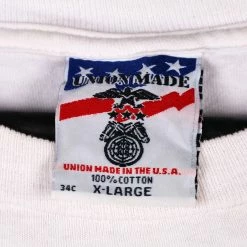 UNION MADE
UNION MADE IN THE U.S.A.
100% COTTON
34C X-LARGE